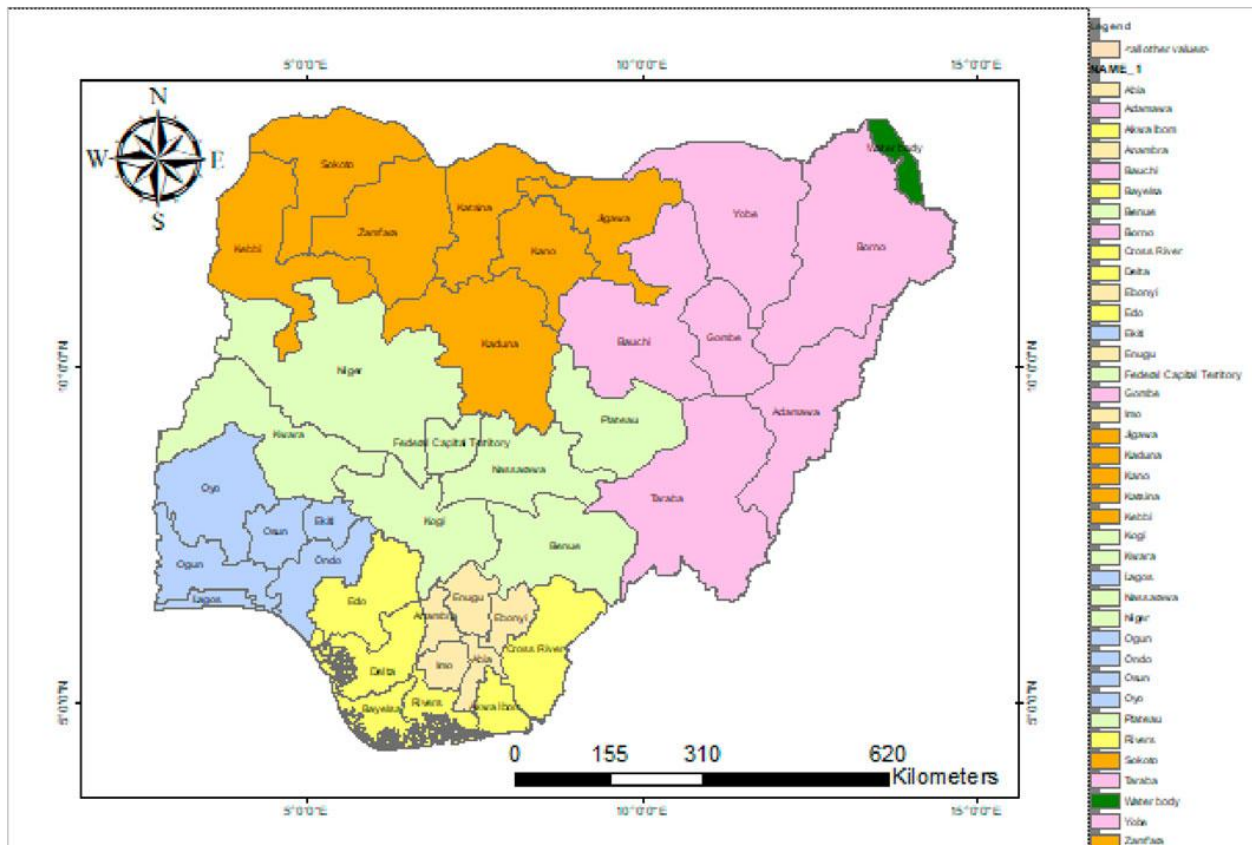 5°0'0"E
10°0'0"E
15°0'0"E
N
W
E
S
10°0'0"N
5°0'0"N
10°0'0"N
5°0'0"N
Water body
Sokoto
Katsina
Jigawa
Yobe
Zamfara
Kebbi
Kano
Borno
Kaduna
Bauchi
Gombe
Niger
Adamawa
Plateau
Kwara
Federal Capital Territory
Nassarawa
Oyo
Taraba
Kogi
Osun
Ekiti
Benue
Ogun
Ondo
Lagos
Edo
Enugu
Anambra
Ebonyi
Cross River
Delta
Imo
Abia
Bayelsa
Rivers
Akwa Ibom
0 155 310 620
Kilometers
5°0'0"E
10°0'0"E
15°0'0"E
Legend
<all other values>
NAME_1
Abia
Adamawa
Akwa Ibom
Anambra
Bauchi
Bayelsa
Benue
Borno
Cross River
Delta
Ebonyi
Edo
Ekiti
Enugu
Federal Capital Territory
Gombe
Imo
Jigawa
Kaduna
Kano
Katsina
Kebbi
Kogi
Kwara
Lagos
Nassarawa
Niger
Ogun
Ondo
Osun
Oyo
Plateau
Rivers
Sokoto
Taraba
Water body
Yobe
Zamfara